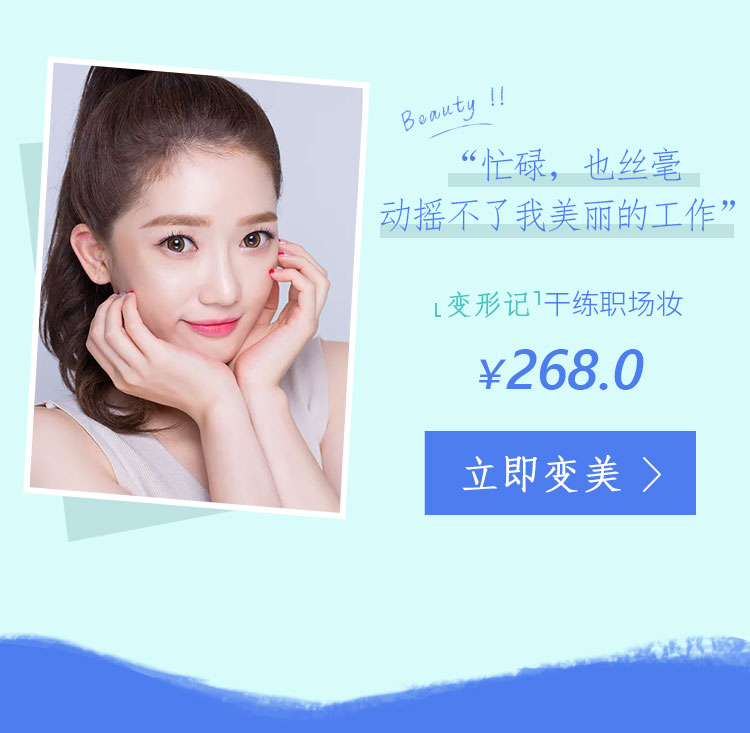 Beauty !!
“忙碌，也丝毫
动摇不了我美丽的工作”
「变形记」干练职场妆
¥268.0
立即变美 >